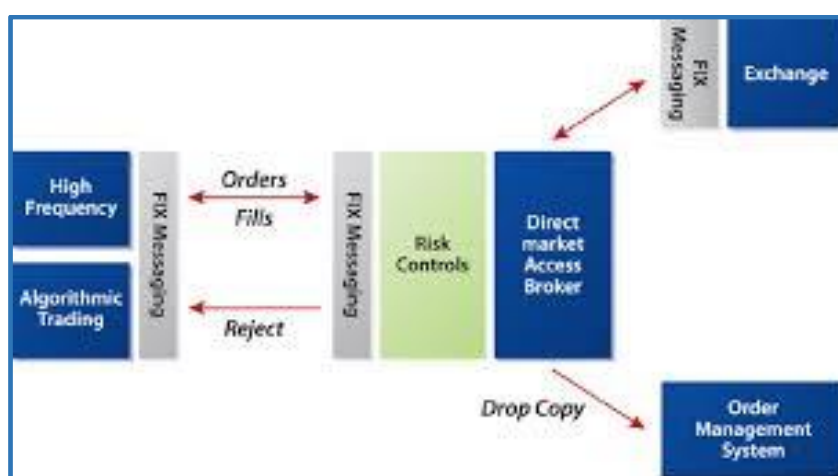 FIX
Messaging
Exchange
High
Frequency
Algorithmic
Trading
FIX Messaging
Orders
Fills
Reject
FIX Messaging
Risk
Controls
Direct
market
Access
Broker
Drop Copy
Order
Management
System